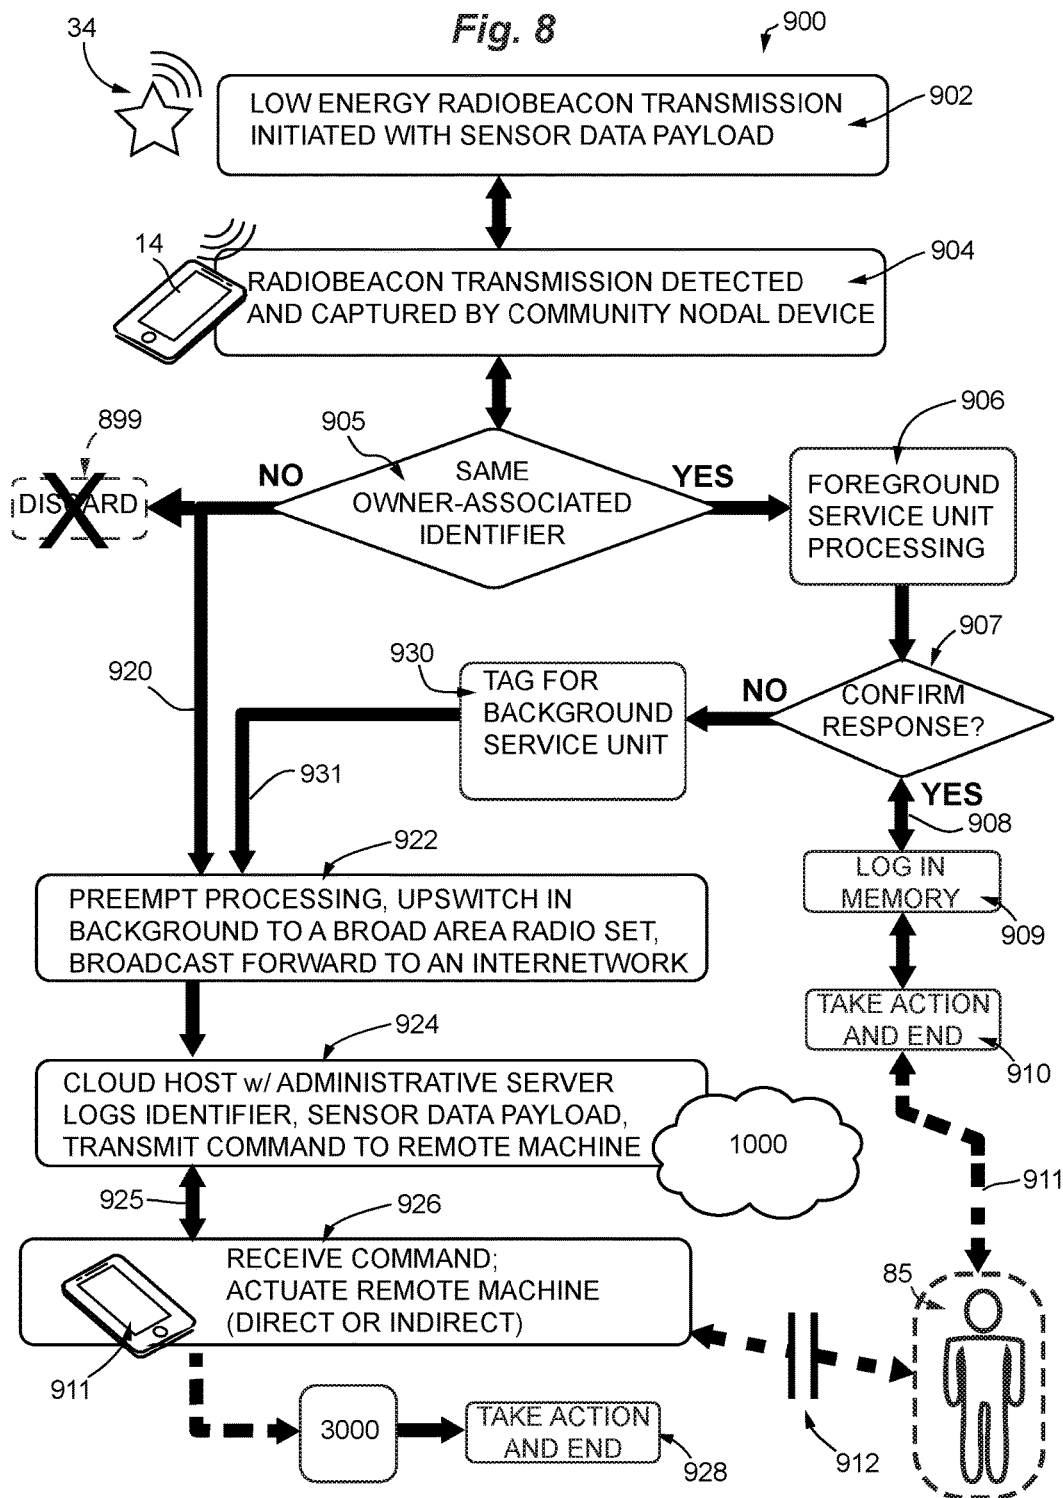 Fig. 8
900
34
LOW ENERGY RADIOBEACON TRANSMISSION
INITIATED WITH SENSOR DATA PAYLOAD
902
14
904
RADIOBEACON TRANSMISSION DETECTED
AND CAPTURED BY COMMUNITY NODAL DEVICE
899
905
906
NO
YES
DISCARD
SAME
OWNER-ASSOCIATED
IDENTIFIER
FOREGROUND
SERVICE UNIT
PROCESSING
907
920
930
TAG FOR
BACKGROUND
SERVICE UNIT
NO
CONFIRM
RESPONSE?
931
YES
908
922
LOG IN
MEMORY
909
PREEMPT PROCESSING, UPSWITCH IN
BACKGROUND TO A BROAD AREA RADIO SET,
BROADCAST FORWARD TO AN INTERNETWORK
TAKE ACTION
AND END
910
924
CLOUD HOST w/ ADMINISTRATIVE SERVER
LOGS IDENTIFIER, SENSOR DATA PAYLOAD,
TRANSMIT COMMAND TO REMOTE MACHINE
1000
911
925
926
RECEIVE COMMAND;
ACTUATE REMOTE MACHINE
(DIRECT OR INDIRECT)
85
911
3000
TAKE ACTION
AND END
928
912